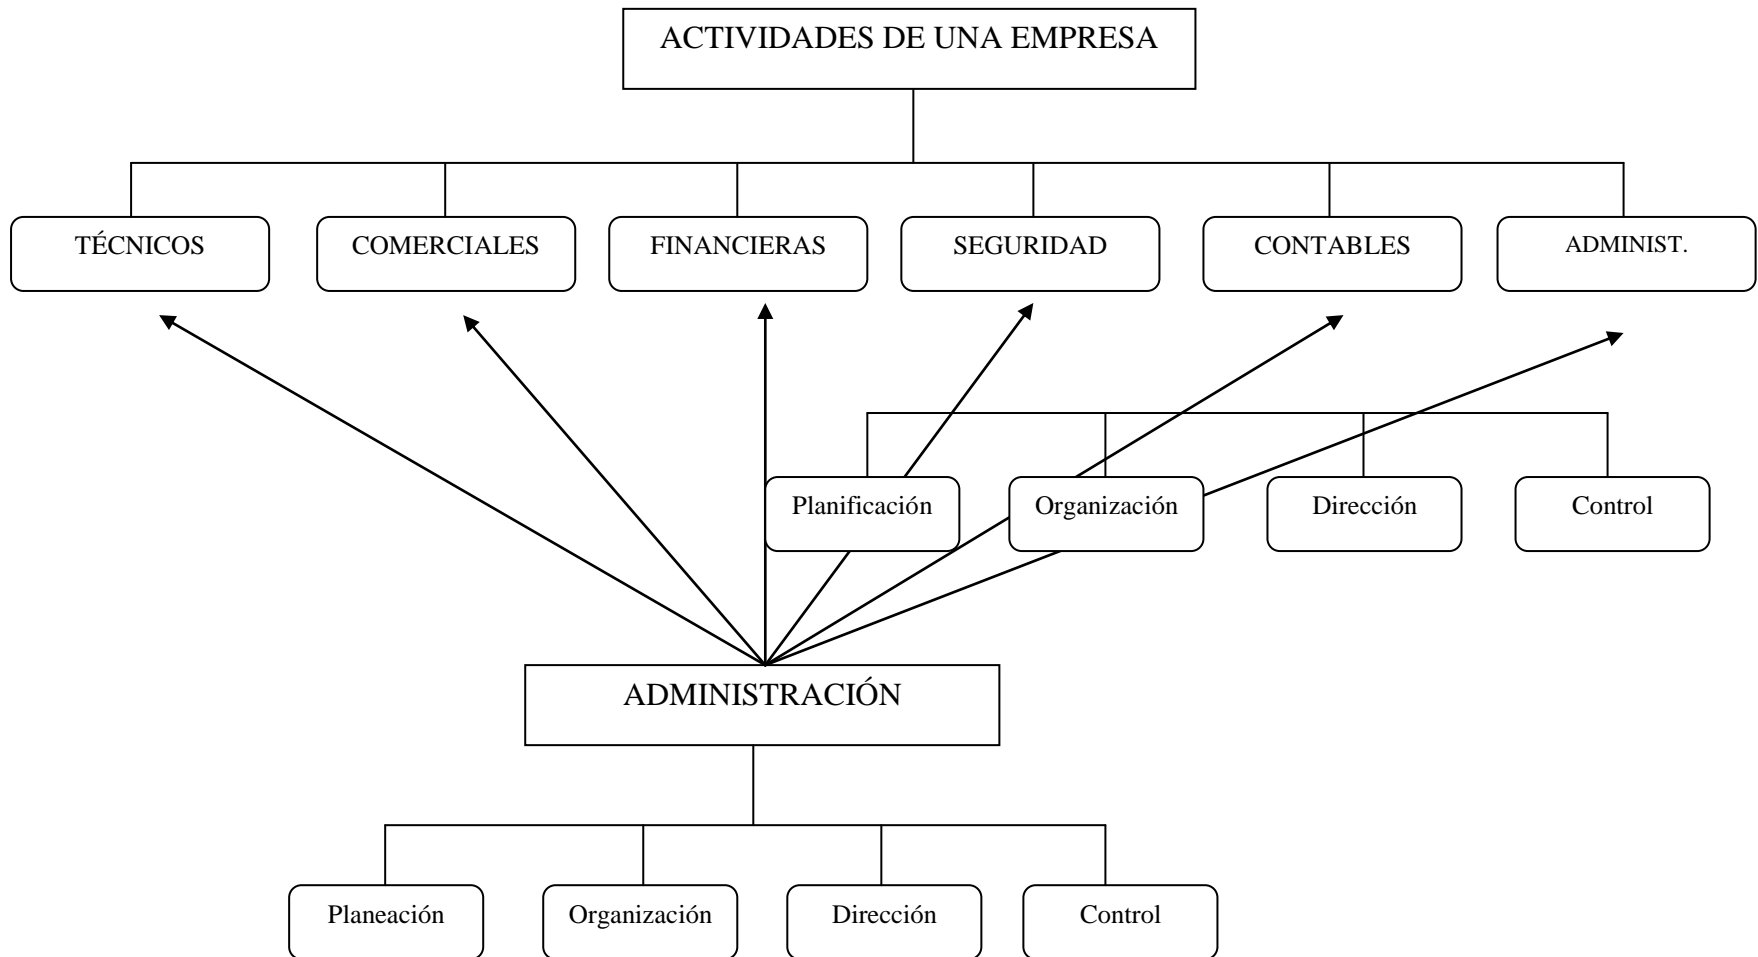 ACTIVIDADES DE UNA EMPRESA
TÉCNICOS
COMERCIALES
FINANCIERAS
SEGURIDAD
CONTABLES
ADMINIST.
Planificación
Organización
Dirección
Control
ADMINISTRACIÓN
Planeación
Organización
Dirección
Control